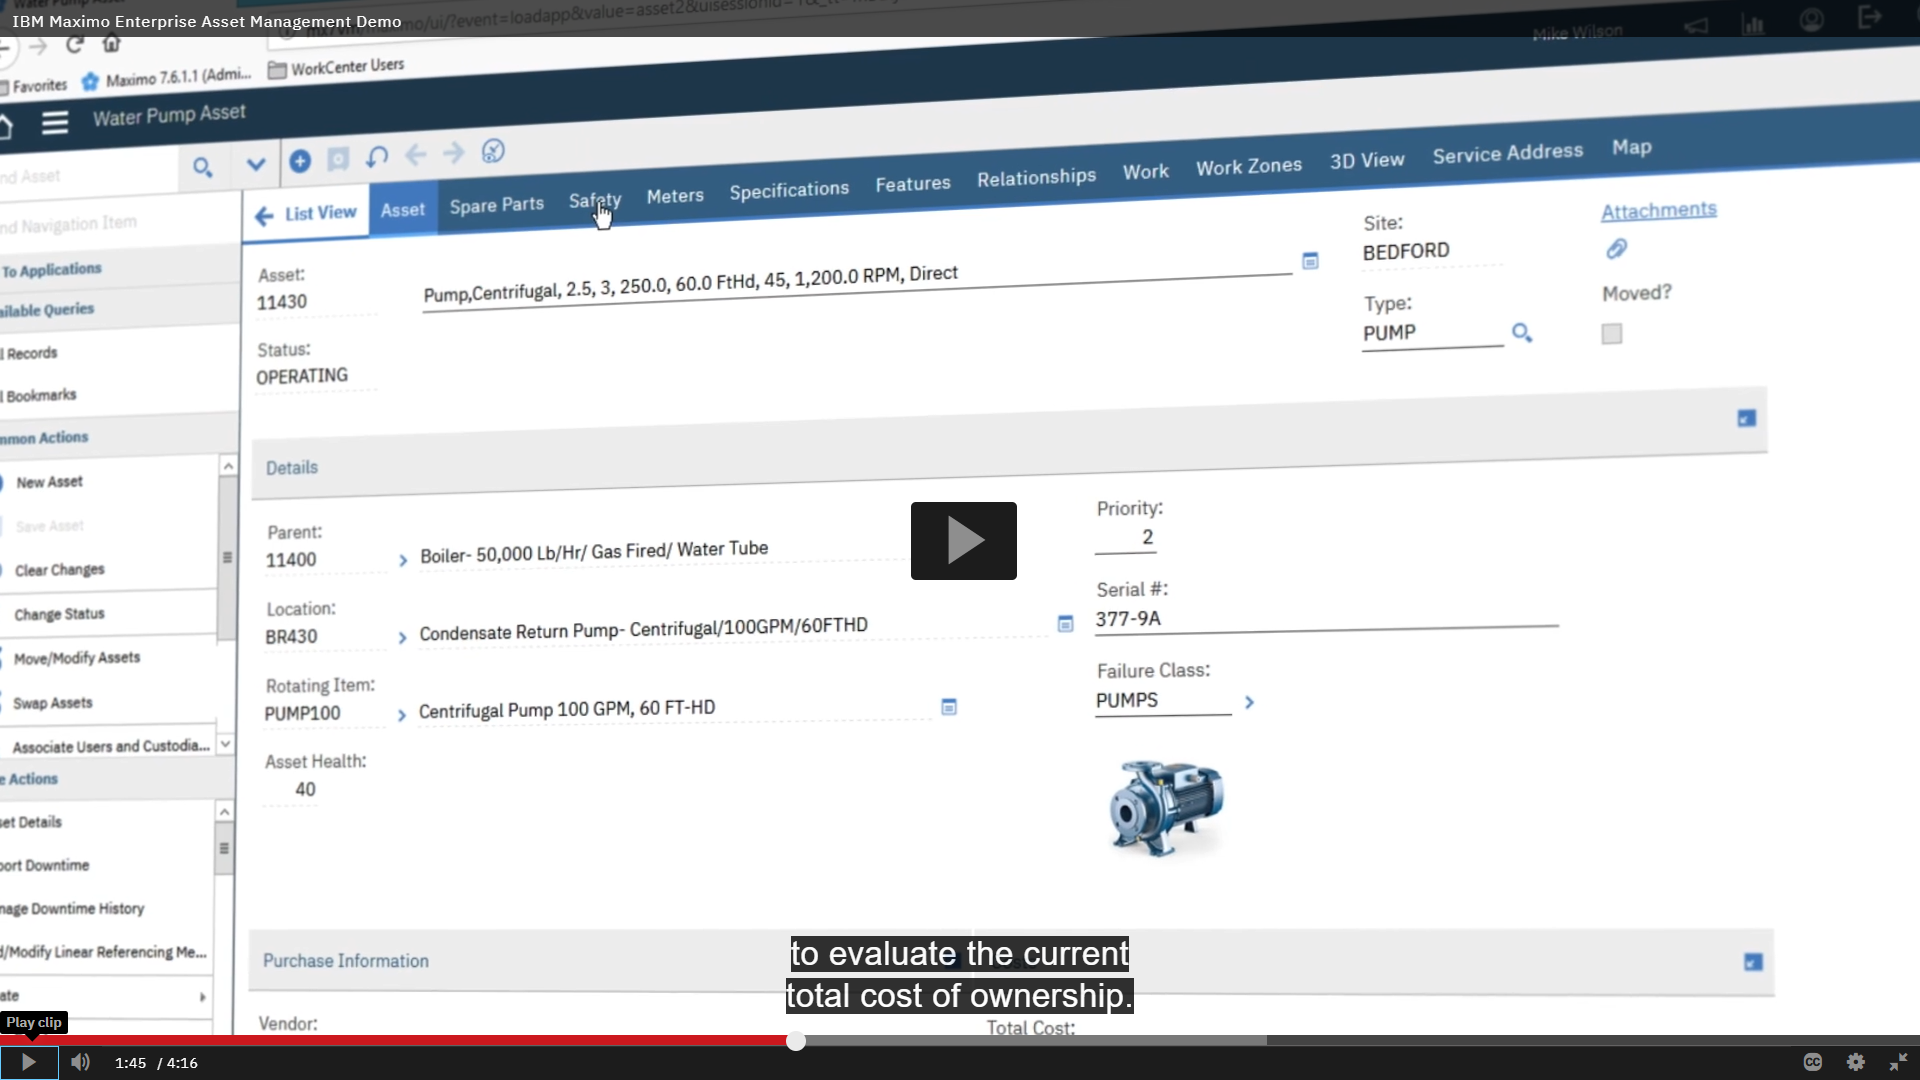 IBM Maximo Enterprise Asset Management Demo
Mike Wilson
Favorites
Maximo 7.6.1.1 (Admi...
WorkCenter Users
Water Pump Asset
nd Asset
nd Navigation Item
To Applications
ailable Queries
l Records
l Bookmarks
mmon Actions
New Asset
Save Asset
Clear Changes
Change Status
Move/Modify Assets
Swap Assets
Associate Users and Custodia...
e Actions
set Details
port Downtime
nage Downtime History
d/Modify Linear Referencing Me...
ate
List View
Asset
Spare Parts
Safety
Meters
Specifications
Features
Relationships
Work
Work Zones
3D View
Service Address
Map
Asset:
11430
Pump,Centrifugal, 2.5, 3, 250.0, 60.0 FtHd, 45, 1,200.0 RPM, Direct
Status:
OPERATING
Site:
BEDFORD
Type:
PUMP
Attachments
Moved?
Details
Parent:
11400
Boiler- 50,000 Lb/Hr/ Gas Fired/ Water Tube
Location:
BR430
Condensate Return Pump- Centrifugal/100GPM/60FTHD
Rotating Item:
PUMP100
Centrifugal Pump 100 GPM, 60 FT-HD
Asset Health:
40
Priority:
2
Serial #:
377-9A
Failure Class:
PUMPS
Purchase Information
Vendor:
Total Cost:
to evaluate the current
total cost of ownership.
Play clip
1:45 / 4:16
CC